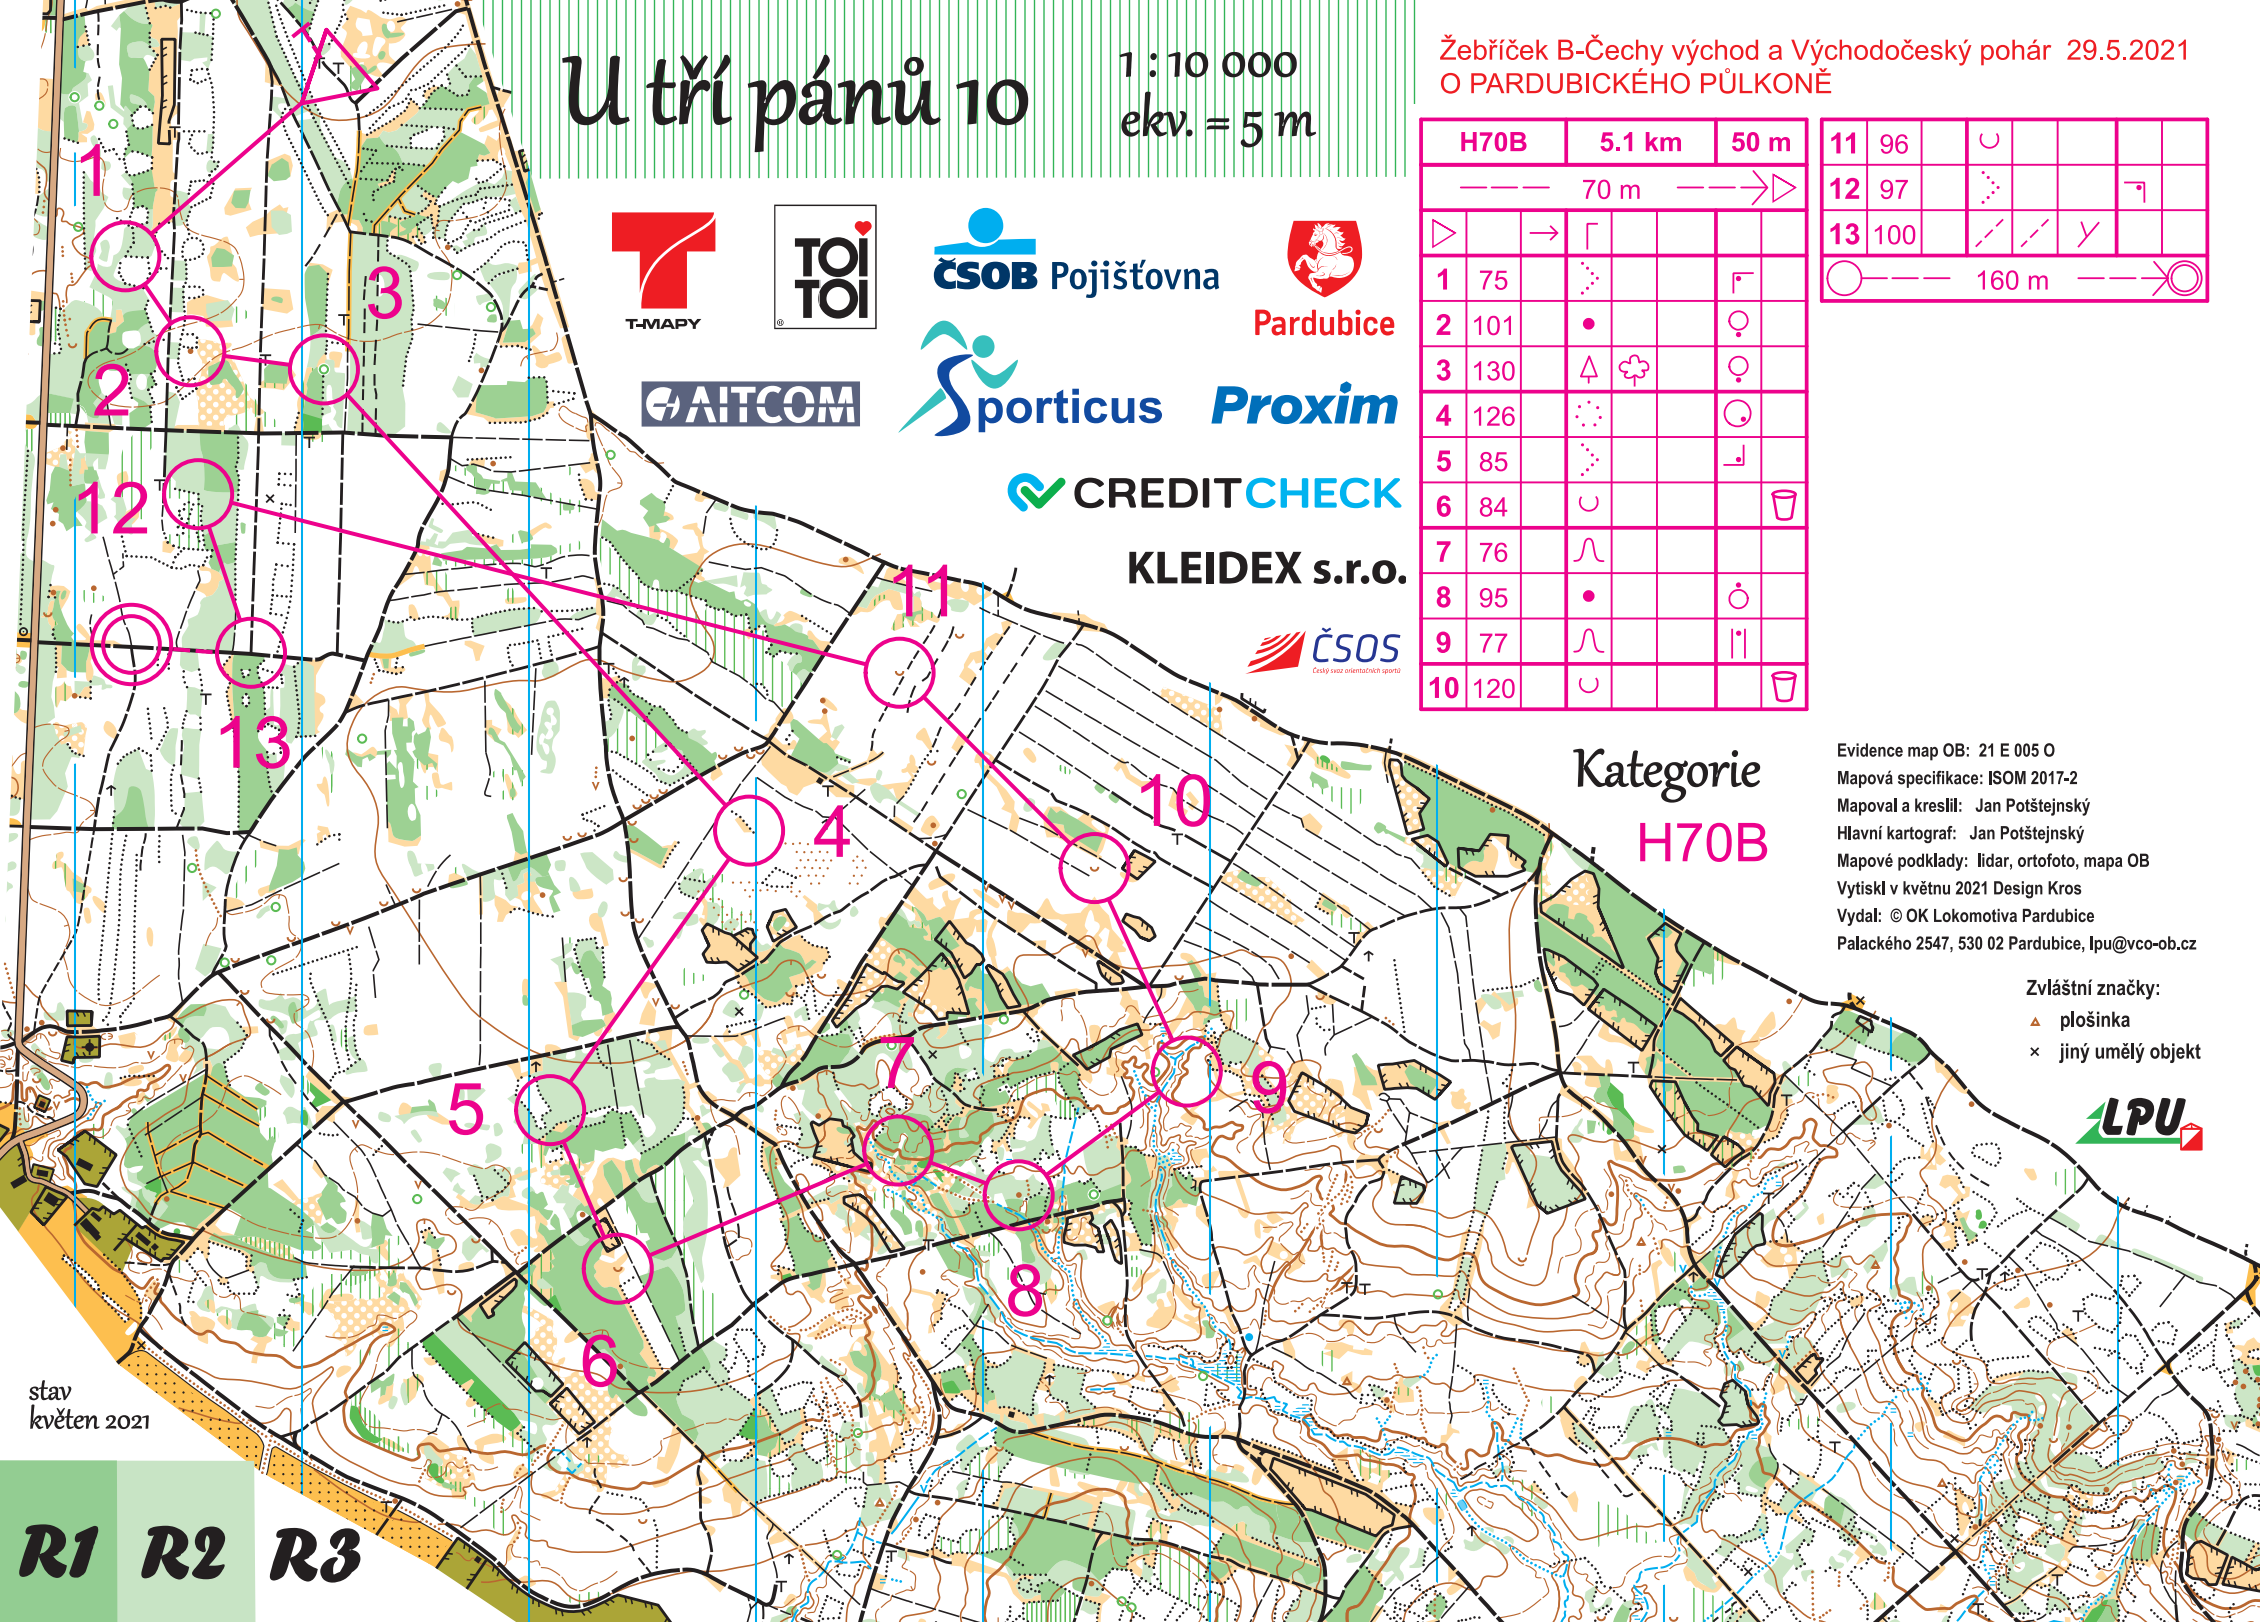 U tří pánů 10
1 : 10 000
ekv. = 5 m
Žebříček B-Čechy východ a Východočeský pohár 29.5.2021
O PARDUBICKÉHO PŮLKONĚ
H70B 5.1 km 50 m
70 m
1 75
2 101
3 130
4 126
5 85
6 84
7 76
8 95
9 77
10 120
11 96
12 97
13 100
160 m
T
T-MAPY
TOI
TOI
®
ČSOB Pojišťovna
Pardubice
AITCOM
Sporticus
Proxim
CREDITCHECK
KLEIDEX s.r.o.
ČSOS
Český svaz orientačních sportů
Kategorie
H70B
Evidence map OB: 21 E 005 O
Mapová specifikace: ISOM 2017-2
Mapoval a kreslil: Jan Potštejnský
Hlavní kartograf: Jan Potštejnský
Mapové podklady: lidar, ortofoto, mapa OB
Vytiskl v květnu 2021 Design Kros
Vydal: © OK Lokomotiva Pardubice
Palackého 2547, 530 02 Pardubice, lpu@vco-ob.cz
Zvláštní značky:
plošinka
jiný umělý objekt
LPU
1
2
3
12
11
13
10
4
7
5
9
8
6
stav
květen 2021
R1 R2 R3